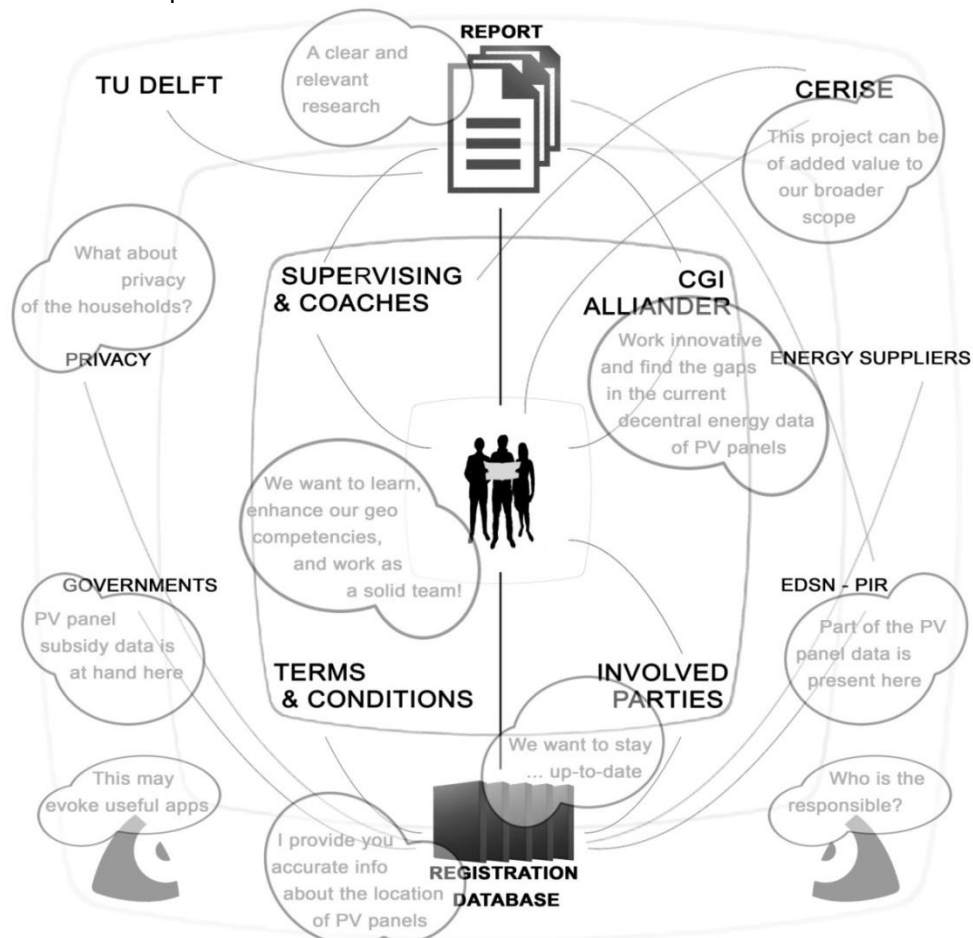 REPORT
TU DELFT
A clear and
relevant
research
CERISE
This project can be
of added value to
our broader
scope
What about
privacy
of the households?
PRIVACY
SUPERVISING
& COACHES
CGI
ALLIANDER
Work innovative
and find the gaps
in the current
decentral energy data
of PV panels
ENERGY SUPPLIERS
We want to learn,
enhance our geo
competencies,
and work as
a solid team!
GOVERNMENTS
PV panel
subsidy data is
at hand here
EDSN - PIR
Part of the PV
panel data is
present here
TERMS
& CONDITIONS
INVOLVED
PARTIES
We want to stay
... up-to-date
This may
evoke useful apps
Who is the
responsible?
I provide you
accurate info
about the location
of PV panels
REGISTRATION
DATABASE